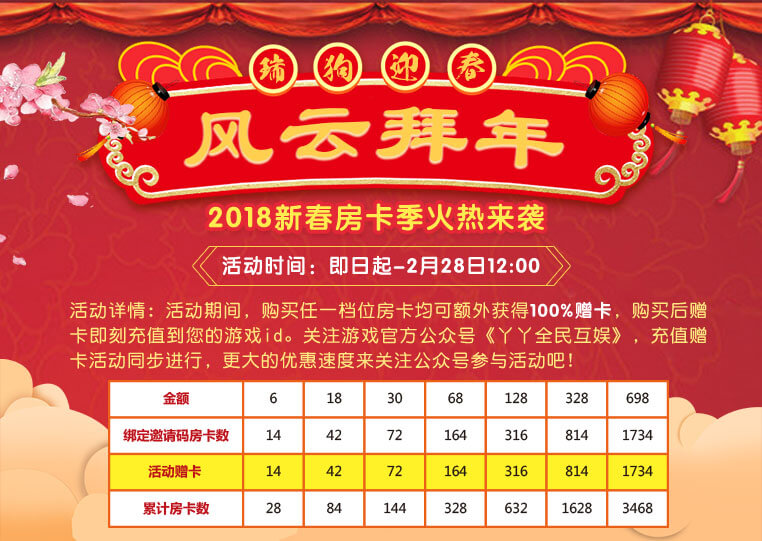 瑞狗迎春
风云拜年
2018新春房卡季火热来袭
活动时间：即日起-2月28日12:00
活动详情：活动期间，购买任一档位房卡均可额外获得100%赠卡，购买后赠
卡即刻充值到您的游戏id。关注游戏官方公众号《丫丫全民互娱》，充值赠
卡活动同步进行，更大的优惠速度来关注公众号参与活动吧！
金额 6 18 30 68 128 328 698
绑定邀请码房卡数 14 42 72 164 316 814 1734
活动赠卡 14 42 72 164 316 814 1734
累计房卡数 28 84 144 328 632 1628 3468